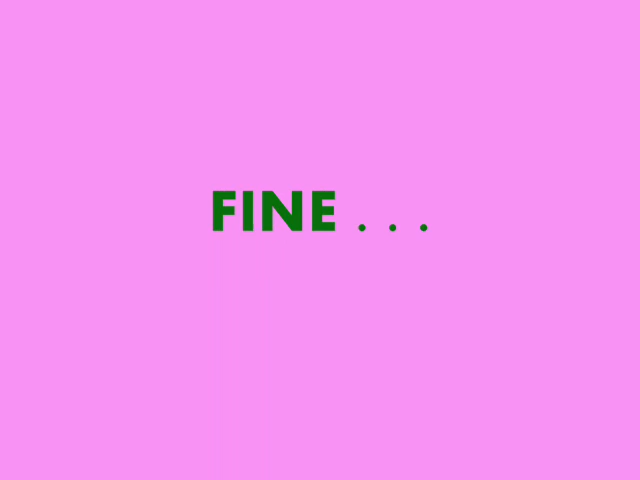 FINE . . .